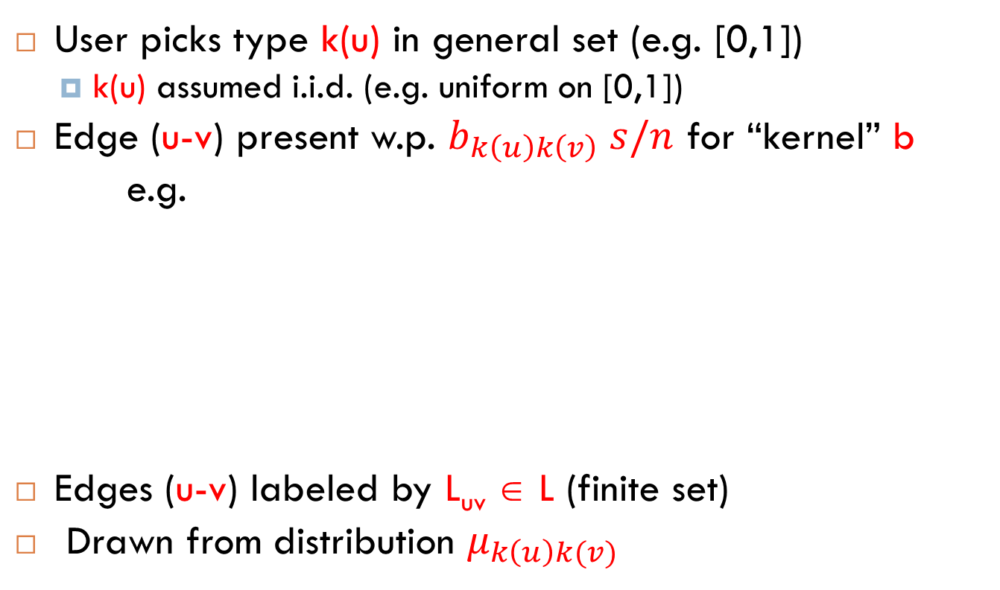 □ User picks type k(u) in general set (e.g. [0,1])
◘ k(u) assumed i.i.d. (e.g. uniform on [0,1])
□ Edge (u-v) present w.p. $b_{k(u)k(v)}\ s/n$ for “kernel” b
e.g.
□ Edges (u-v) labeled by $L_{uv} \in L$ (finite set)
□ Drawn from distribution $\mu_{k(u)k(v)}$